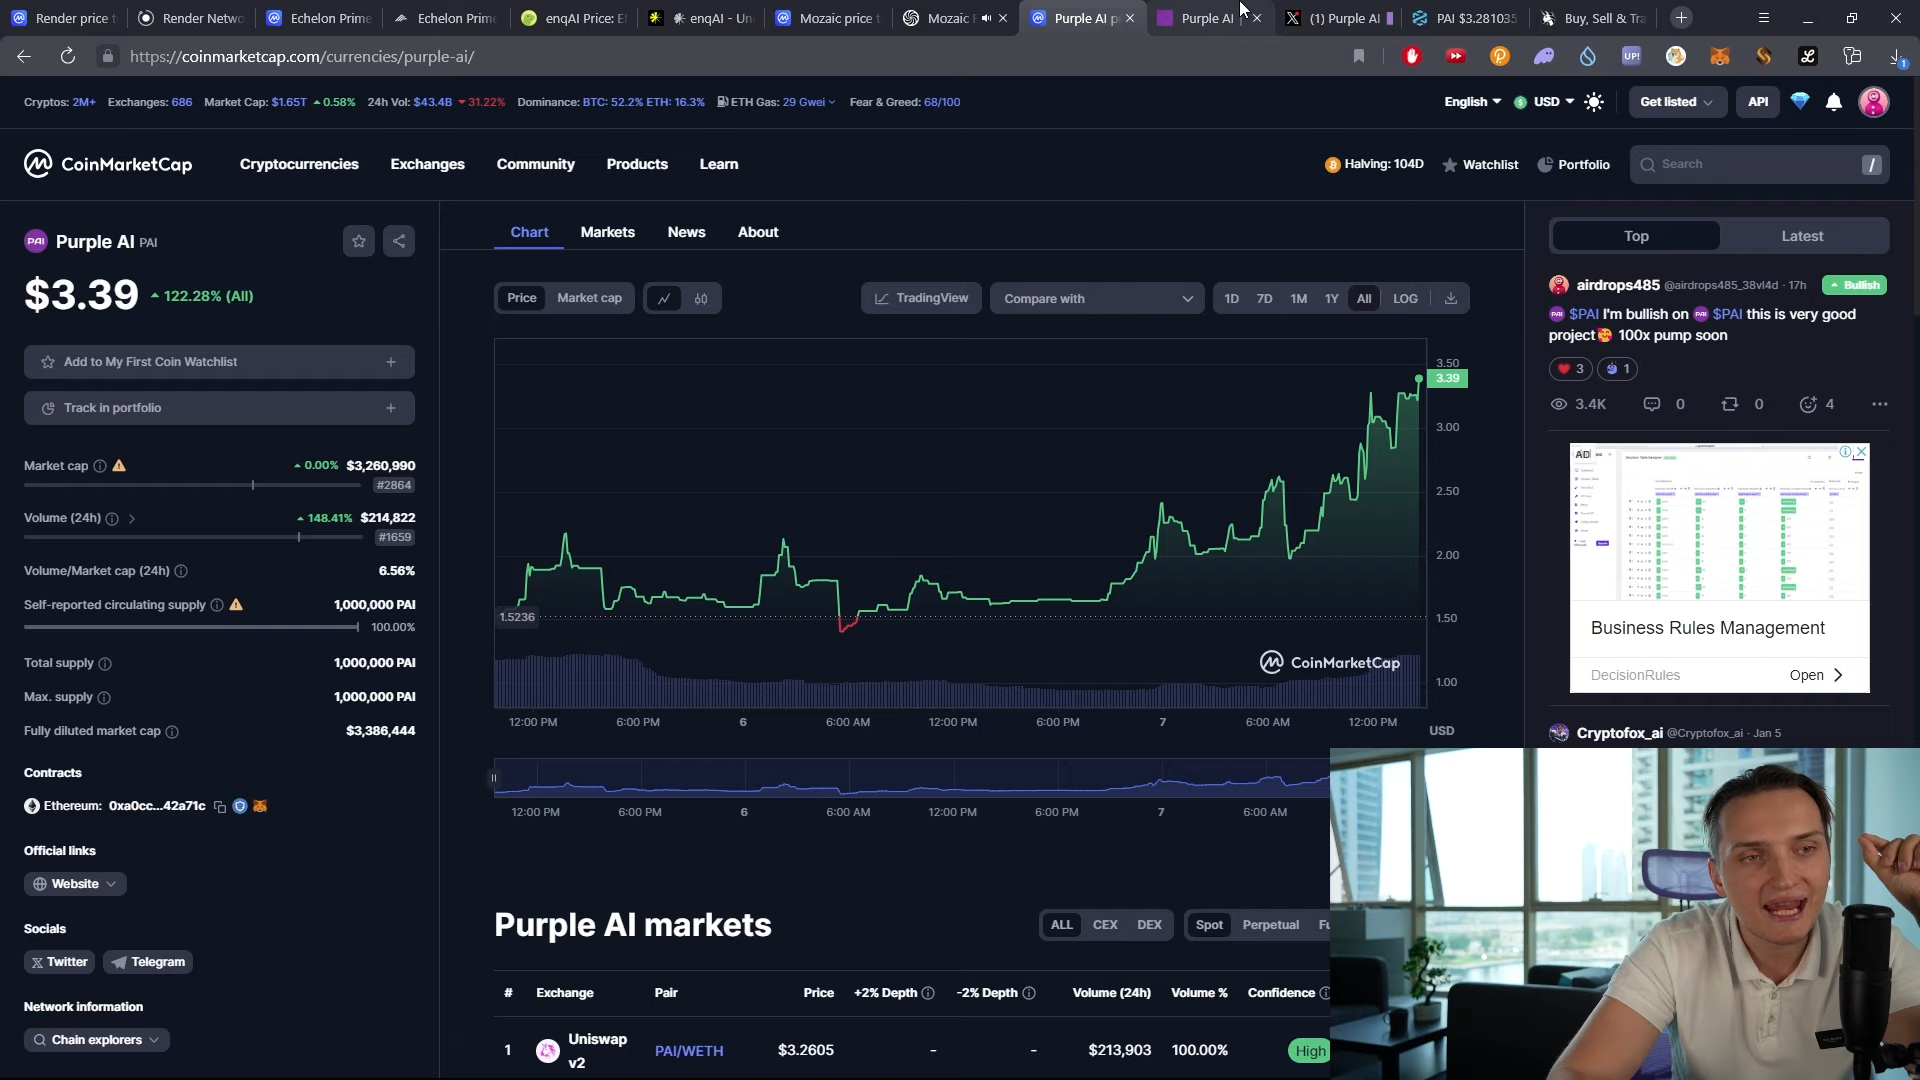 Render price t
Render Netwo
Echelon Prime
Echelon Prime
enqAI Price: E
enqAI - Un
Mozaic price t
Mozaic F
Purple AI p
Purple AI
(1) Purple AI
PAI $3.281035
Buy, Sell & Tra
https://coinmarketcap.com/currencies/purple-ai/
UP!
1
Cryptos: 2M+ Exchanges: 686 Market Cap: $1.65T 0.58% 24h Vol: $43.4B 31.22% Dominance: BTC: 52.2% ETH: 16.3% ETH Gas: 29 Gwei Fear & Greed: 68/100
English USD Get listed API
CoinMarketCap
Cryptocurrencies Exchanges Community Products Learn
Halving: 104D Watchlist Portfolio Search /
PAI Purple AI PAI
$3.39 122.28% (All)
Add to My First Coin Watchlist +
Track in portfolio +
Market cap 0.00% $3,260,990
#2864
Volume (24h) 148.41% $214,822
#1659
Volume/Market cap (24h) 6.56%
Self-reported circulating supply 1,000,000 PAI
100.00%
Total supply 1,000,000 PAI
Max. supply 1,000,000 PAI
Fully diluted market cap $3,386,444
Contracts
Ethereum: 0xa0cc...42a71c
Official links
Website
Socials
Twitter Telegram
Network information
Chain explorers
Chart Markets News About
Price Market cap TradingView Compare with 1D 7D 1M 1Y All LOG
3.50
3.39
3.00
2.50
2.00
1.5236
1.50
CoinMarketCap
1.00
12:00 PM 6:00 PM 6 6:00 AM 12:00 PM 6:00 PM 7 6:00 AM 12:00 PM
USD
12:00 PM 6:00 PM 6 6:00 AM 12:00 PM 6:00 PM 7 6:00 AM
Purple AI markets
ALL CEX DEX Spot Perpetual Fu
# Exchange Pair Price +2% Depth -2% Depth Volume (24h) Volume % Confidence
1 Uniswap v2 PAI/WETH $3.2605 - - $213,903 100.00% High
Top Latest
airdrops485 @airdrops485_38vl4d · 17h Bullish
$PAI I'm bullish on $PAI this is very good
project 100x pump soon
3 1
3.4K 0 0 4
AD
Business Rules Management
DecisionRules Open
Cryptofox_ai @Cryptofox_ai · Jan 5